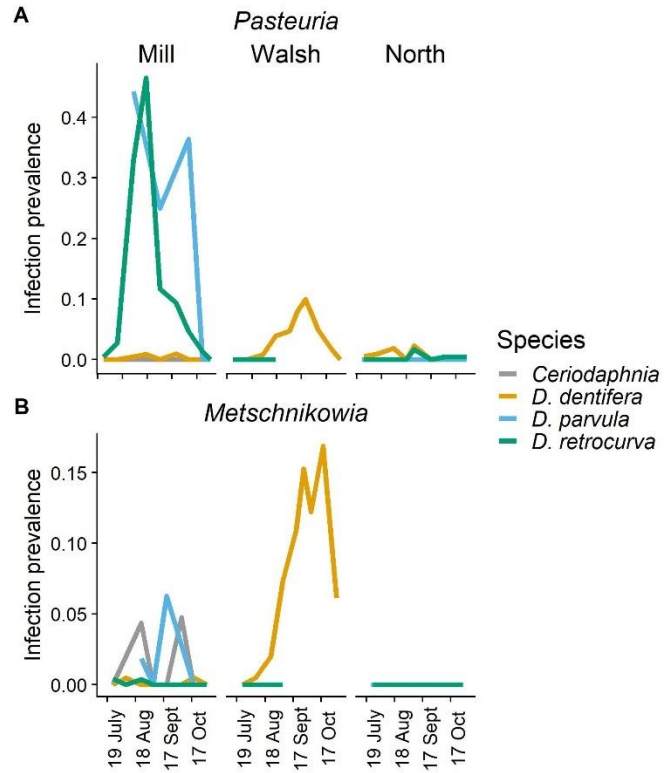 A
Pasteuria
Mill Walsh North
Infection prevalence
0.4
0.3
0.2
0.1
0.0
Species
Ceriodaphnia
D. dentifera
D. parvula
D. retrocurva
B
Metschnikowia
Infection prevalence
0.15
0.10
0.05
0.00
19 July
18 Aug
17 Sept
17 Oct
19 July
18 Aug
17 Sept
17 Oct
19 July
18 Aug
17 Sept
17 Oct